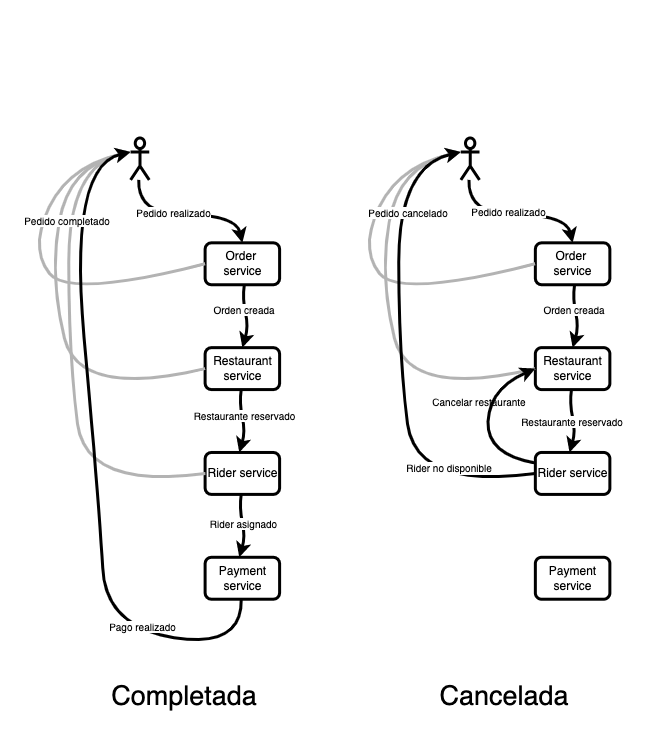 Pedido realizado
Pedido completado
Order
service
Orden creada
Restaurant
service
Restaurante reservado
Rider service
Rider asignado
Payment
service
Pago realizado
Completada
Pedido cancelado
Pedido realizado
Order
service
Orden creada
Restaurant
service
Cancelar restaurante
Restaurante reservado
Rider no disponible
Rider service
Payment
service
Cancelada